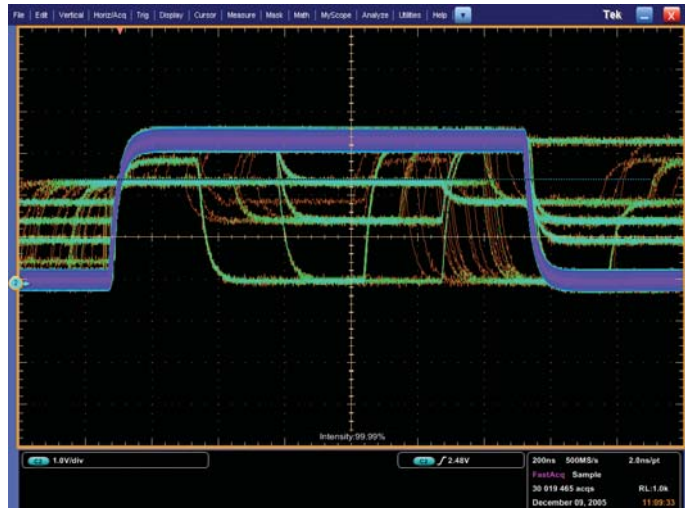 File | Edit | Vertical | Horiz/Acq | Trig | Display | Cursor | Measure | Mask | Math | MyScope | Analyze | Utilities | Help
Tek
Intensity:99.99%
1.0V/div
2.48V
200ns 500MS/s 2.0ns/pt
FastAcq Sample
30 019 465 acqs RL:1.0k
December 09, 2005 11:09:33